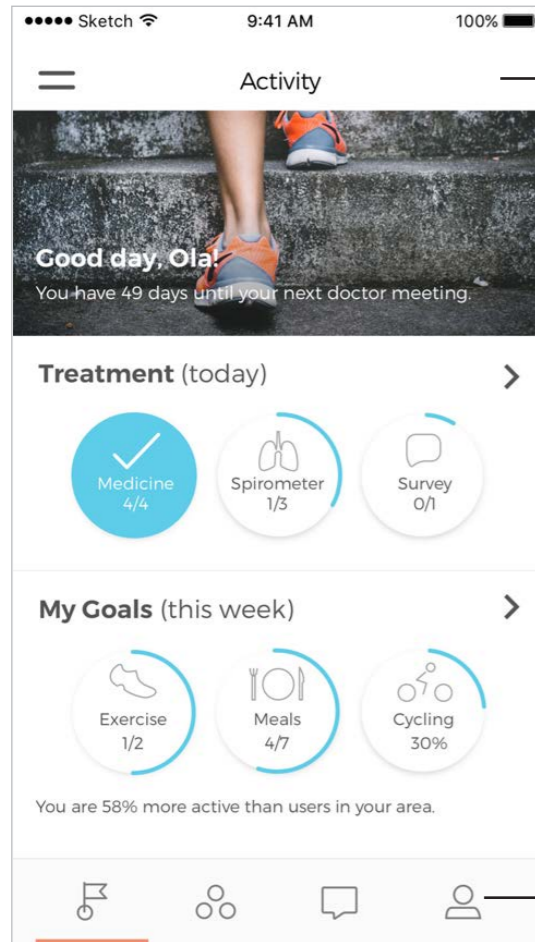 Sketch 9:41 AM 100%
Activity
Good day, Ola!
You have 49 days until your next doctor meeting.
Treatment (today)
Medicine
4/4
Spirometer
1/3
Survey
0/1
My Goals (this week)
Exercise
1/2
Meals
4/7
Cycling
30%
You are 58% more active than users in your area.